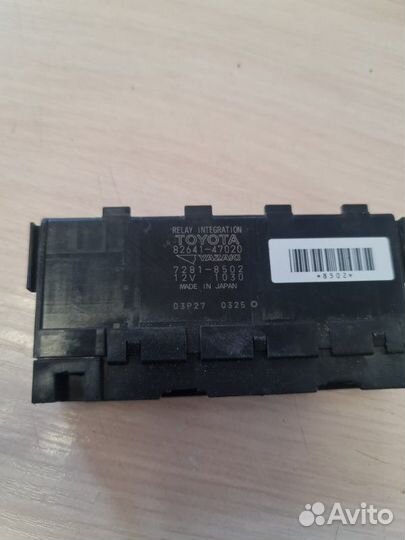 RELAY INTEGRATION
TOYOTA
82641-47020
YAZAKI
7281-8502
12V 1030
MADE IN JAPAN
03P27 0325
*8502*
Avito